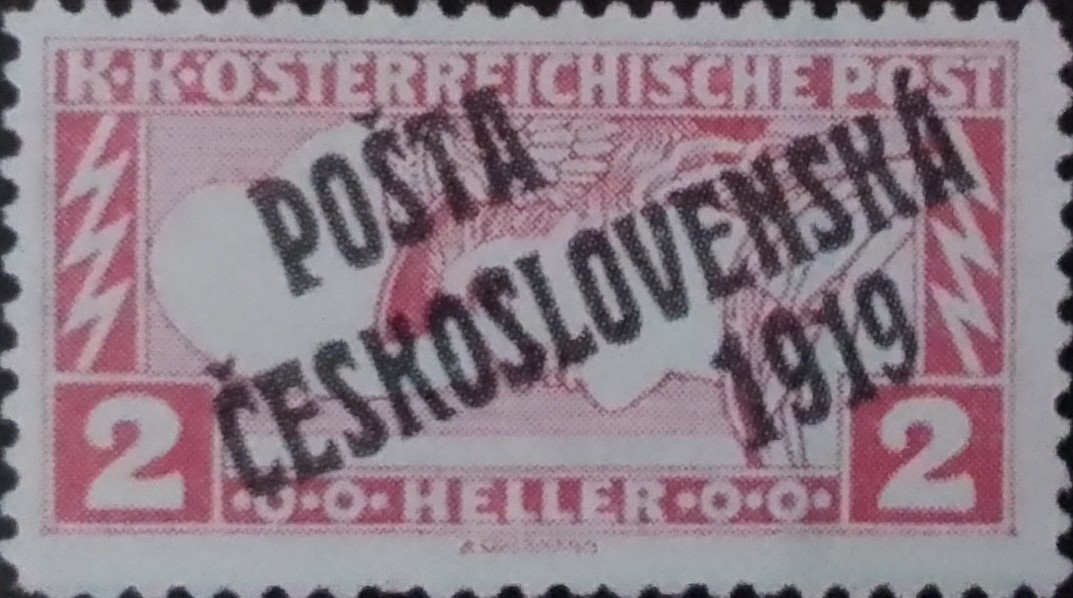 K·K·ÖSTERREICHISCHE POST
POŠTA
ČESKOSLOVENSKÁ
1919
2 ·O·O·HELLER·O·O· 2